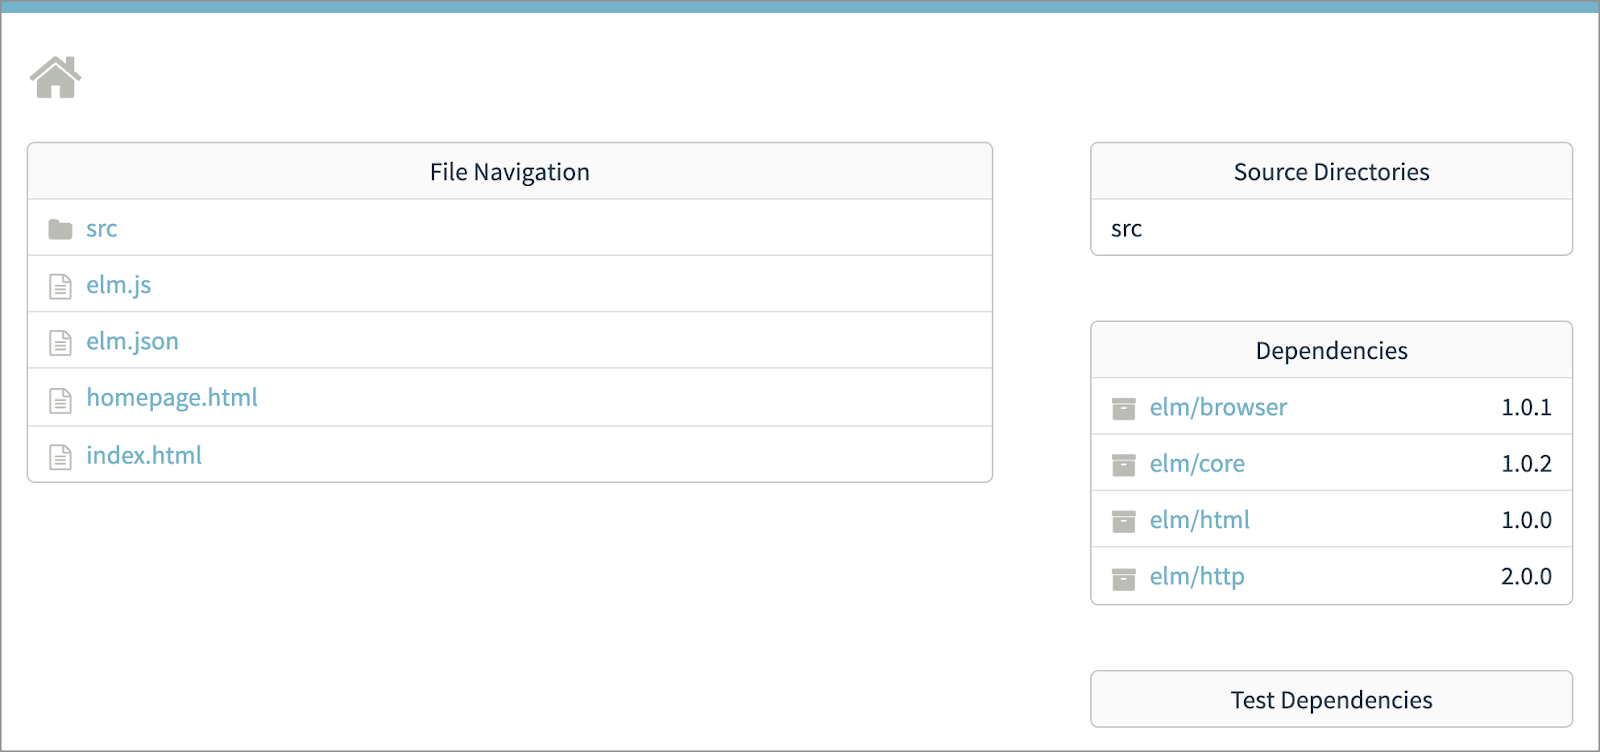 File Navigation
src
elm.js
elm.json
homepage.html
index.html
Source Directories
src
Dependencies
elm/browser 1.0.1
elm/core 1.0.2
elm/html 1.0.0
elm/http 2.0.0
Test Dependencies